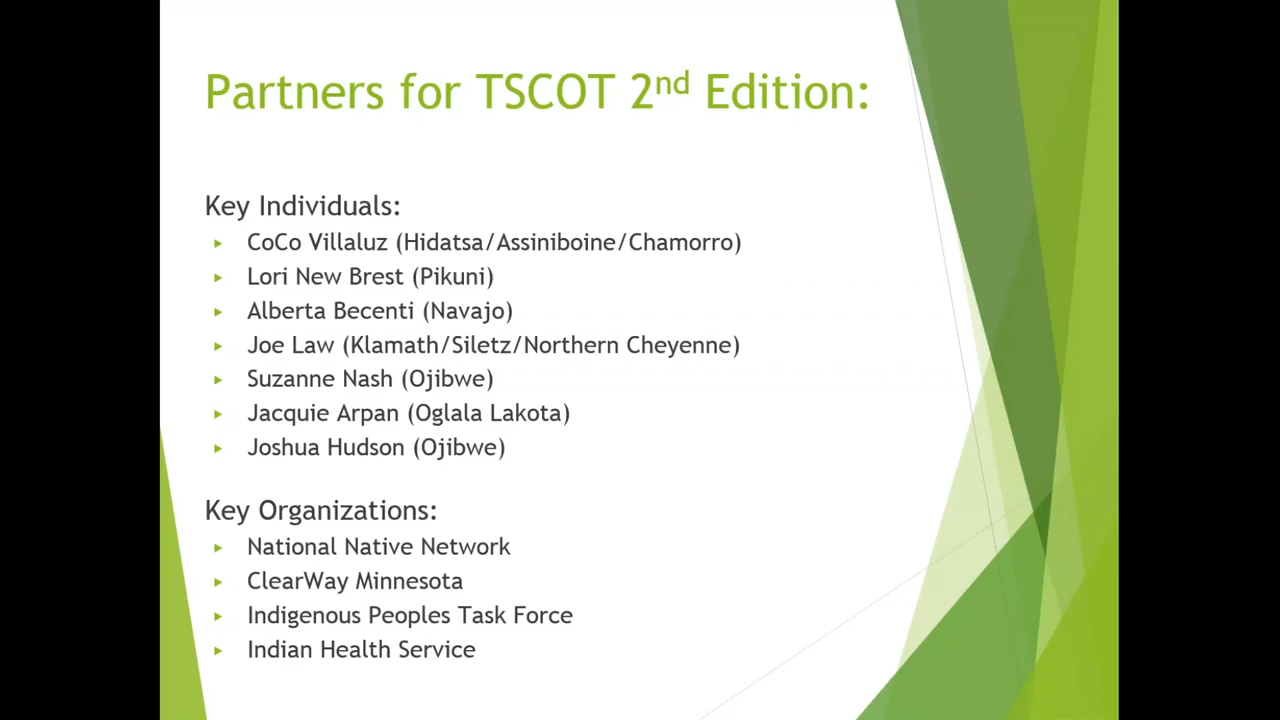 Partners for TSCOT 2nd Edition:
Key Individuals:
CoCo Villaluz (Hidatsa/Assiniboine/Chamorro)
Lori New Brest (Pikuni)
Alberta Becenti (Navajo)
Joe Law (Klamath/Siletz/Northern Cheyenne)
Suzanne Nash (Ojibwe)
Jacquie Arpan (Oglala Lakota)
Joshua Hudson (Ojibwe)
Key Organizations:
National Native Network
ClearWay Minnesota
Indigenous Peoples Task Force
Indian Health Service